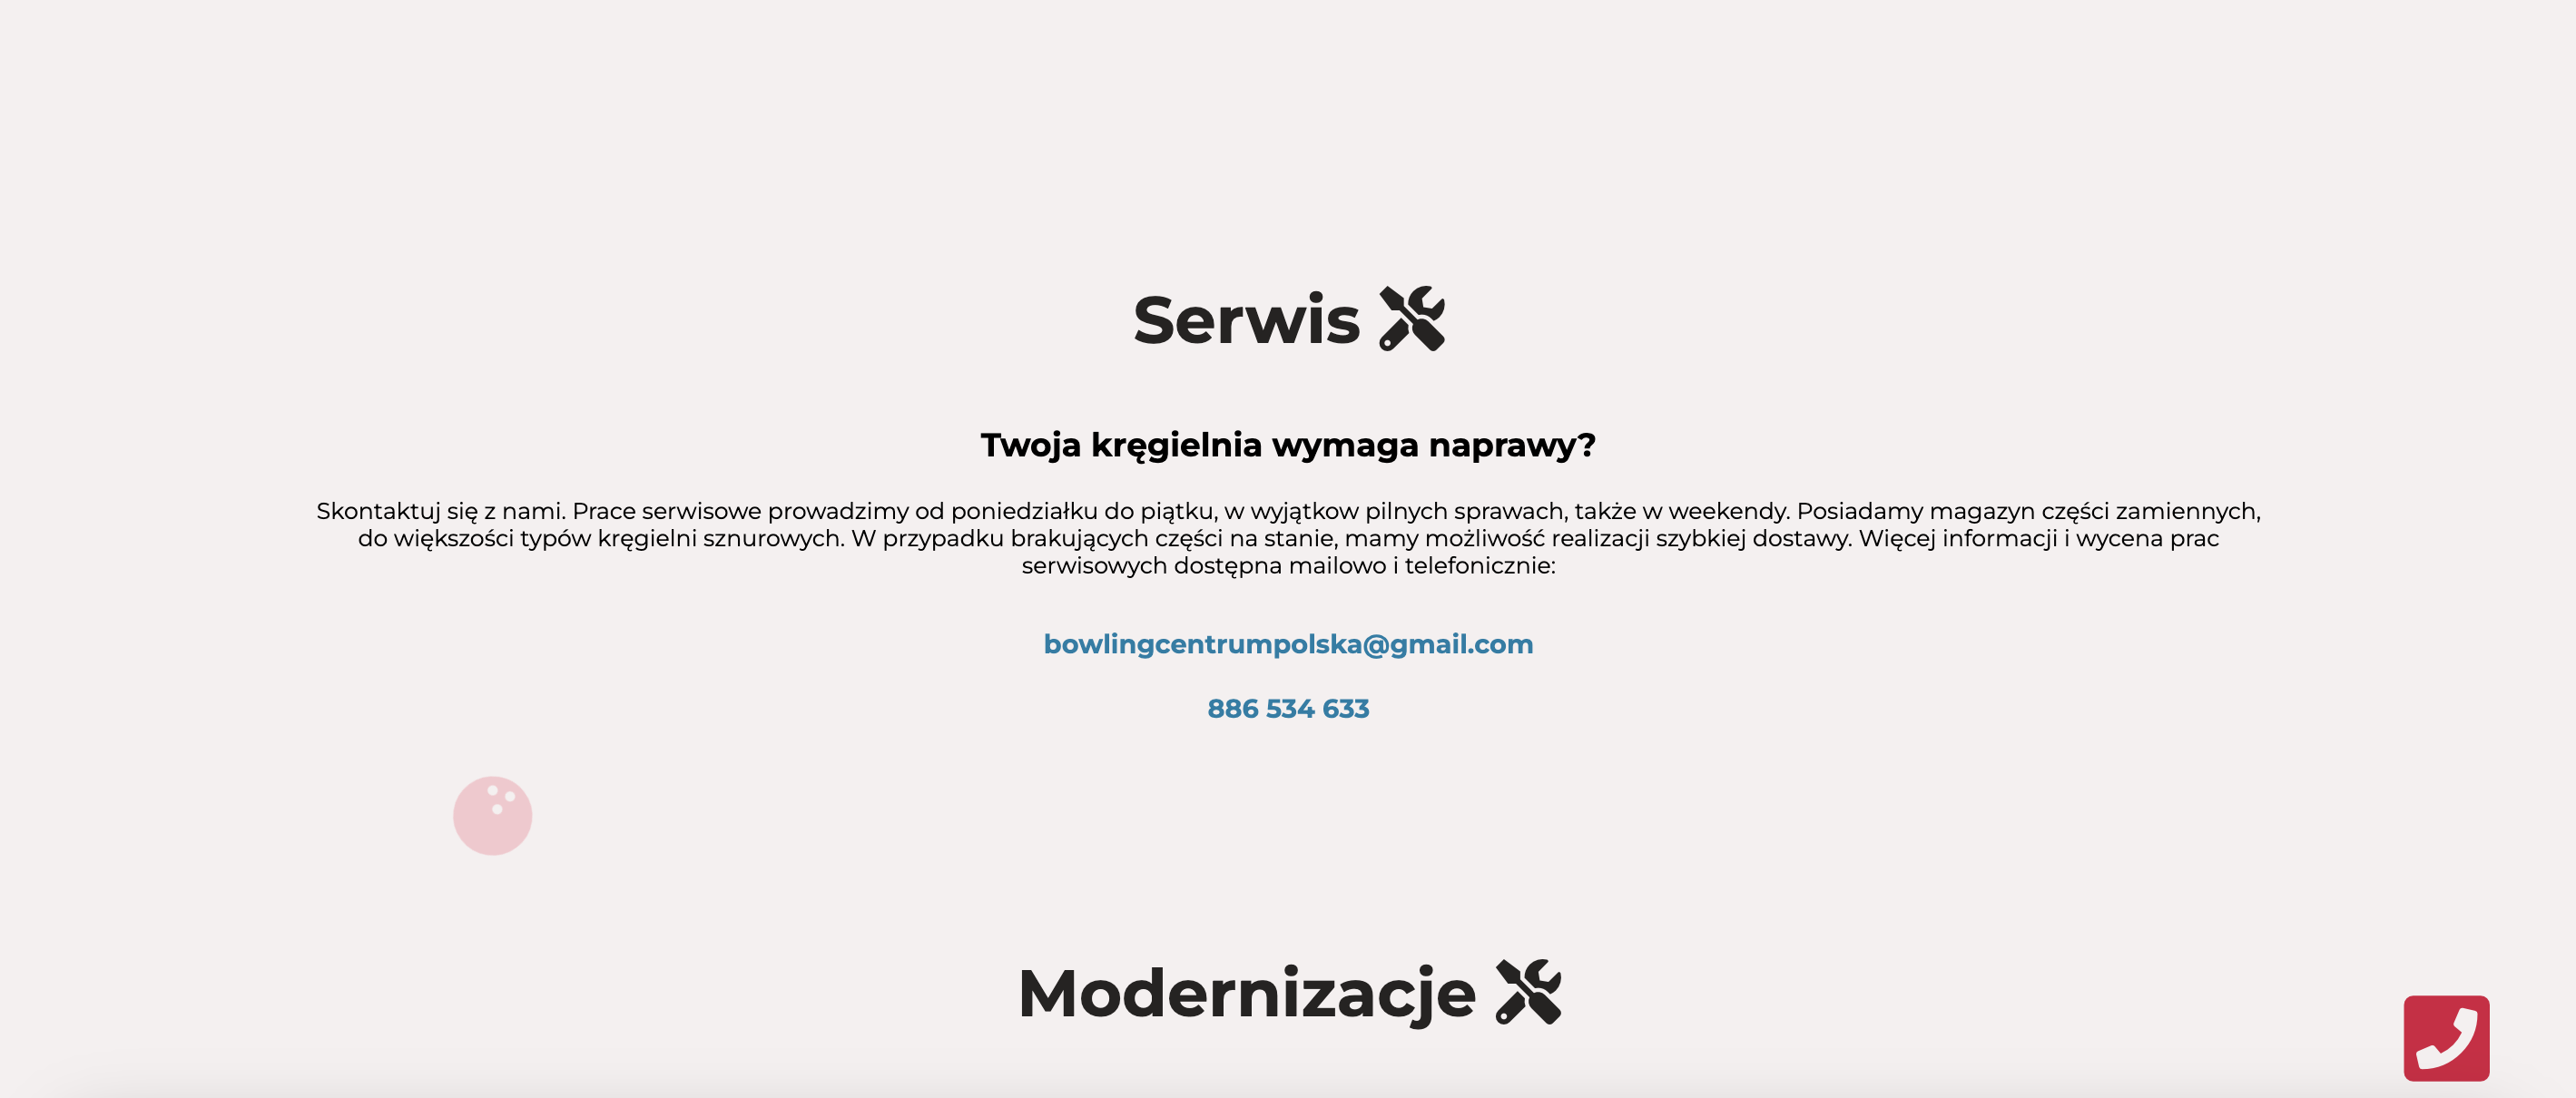 Serwis
Twoja kręgielnia wymaga naprawy?
Skontaktuj się z nami. Prace serwisowe prowadzimy od poniedziałku do piątku, w wyjątkow pilnych sprawach, także w weekendy. Posiadamy magazyn części zamiennych,
do większości typów kręgielni sznurowych. W przypadku brakujących części na stanie, mamy możliwość realizacji szybkiej dostawy. Więcej informacji i wycena prac
serwisowych dostępna mailowo i telefonicznie:
bowlingcentrumpolska@gmail.com
886 534 633
Modernizacje